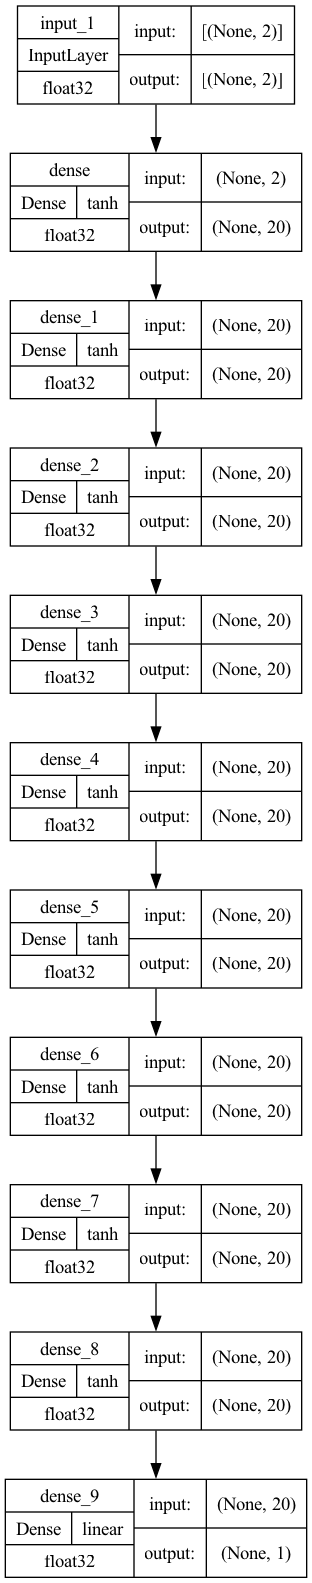 input_1
InputLayer
float32
input:
[(None, 2)]
output:
[(None, 2)]
dense
Dense
tanh
float32
input:
(None, 2)
output:
(None, 20)
dense_1
Dense
tanh
float32
input:
(None, 20)
output:
(None, 20)
dense_2
Dense
tanh
float32
input:
(None, 20)
output:
(None, 20)
dense_3
Dense
tanh
float32
input:
(None, 20)
output:
(None, 20)
dense_4
Dense
tanh
float32
input:
(None, 20)
output:
(None, 20)
dense_5
Dense
tanh
float32
input:
(None, 20)
output:
(None, 20)
dense_6
Dense
tanh
float32
input:
(None, 20)
output:
(None, 20)
dense_7
Dense
tanh
float32
input:
(None, 20)
output:
(None, 20)
dense_8
Dense
tanh
float32
input:
(None, 20)
output:
(None, 20)
dense_9
Dense
linear
float32
input:
(None, 20)
output:
(None, 1)